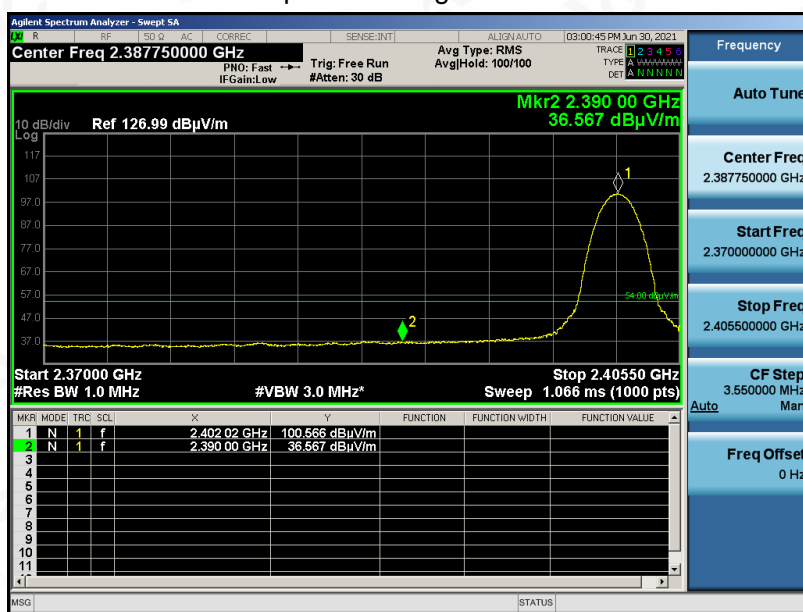 Agilent Spectrum Analyzer - Swept SA
LXI R RF 50 Ω AC CORREC SENSE:INT ALIGN AUTO 03:00:45 PM Jun 30, 2021
Center Freq 2.387750000 GHz
PNO: Fast
IFGain:Low
Trig: Free Run
#Atten: 30 dB
Avg Type: RMS
Avg|Hold: 100/100
TRACE 1 2 3 4 5 6
TYPE A WWWWW
DET A N N N N N
Mkr2 2.390 00 GHz
36.567 dBµV/m
10 dB/div Ref 126.99 dBµV/m
Log
117
107
97.0
87.0
77.0
67.0
57.0
47.0
37.0
1
2
54.00 dBµV/m
Start 2.37000 GHz Stop 2.40550 GHz
#Res BW 1.0 MHz #VBW 3.0 MHz* Sweep 1.066 ms (1000 pts)
MKR MODE TRC SCL X Y FUNCTION FUNCTION WIDTH FUNCTION VALUE
1 N 1 f 2.402 02 GHz 100.566 dBuV/m
2 N 1 f 2.390 00 GHz 36.567 dBuV/m
3
4
5
6
7
8
9
10
11
MSG STATUS
Frequency
Auto Tune
Center Freq
2.387750000 GHz
Start Freq
2.370000000 GHz
Stop Freq
2.405500000 GHz
CF Step
3.550000 MHz
Auto Man
Freq Offset
0 Hz